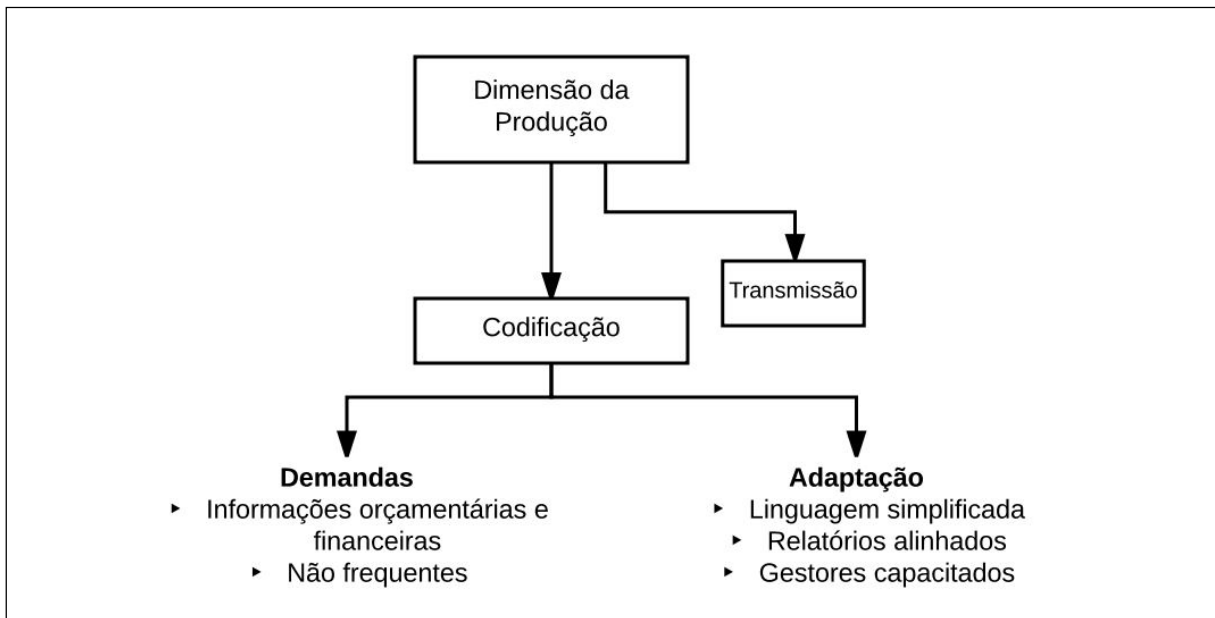 Dimensão da
Produção
Transmissão
Codificação
Demandas
‣ Informações orçamentárias e
financeiras
‣ Não frequentes
Adaptação
‣ Linguagem simplificada
‣ Relatórios alinhados
‣ Gestores capacitados